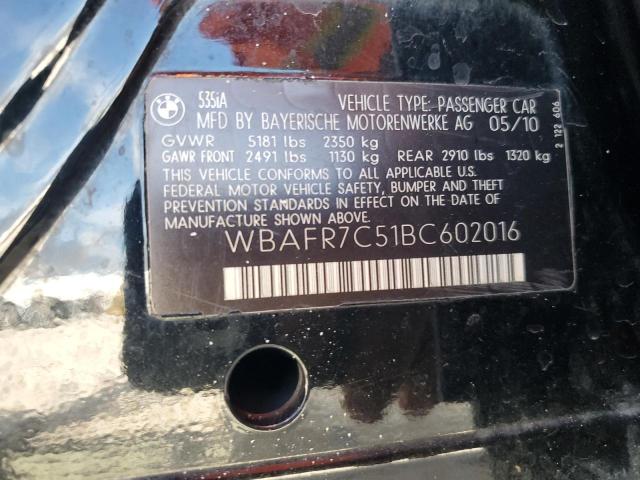 535iA VEHICLE TYPE: PASSENGER CAR
MFD BY BAYERISCHE MOTORENWERKE AG 05/10
GVWR 5181 lbs 2350 kg
GAWR FRONT 2491 lbs 1130 kg REAR 2910 lbs 1320 kg
THIS VEHICLE CONFORMS TO ALL APPLICABLE U.S.
FEDERAL MOTOR VEHICLE SAFETY, BUMPER AND THEFT
PREVENTION STANDARDS IN EFFECT ON THE DATE OF
MANUFACTURE SHOWN ABOVE.
WBAFR7C51BC602016
2 122 606